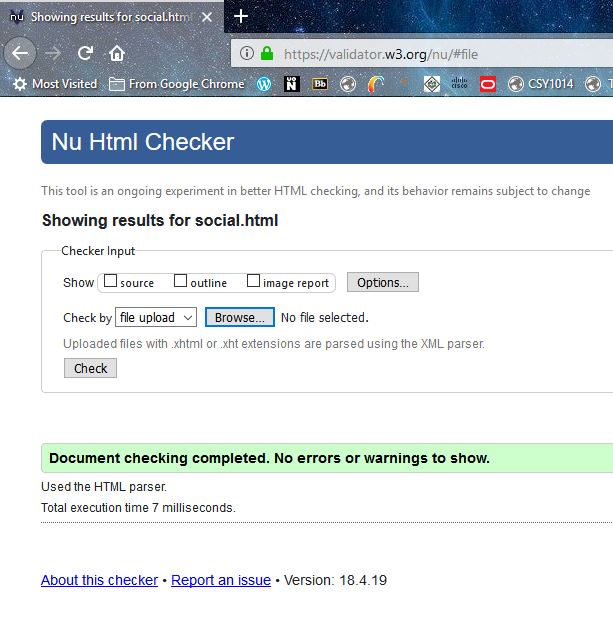 nu Showing results for social.html
https://validator.w3.org/nu/#file
Most Visited From Google Chrome UoN Bb cisco CSY1014
Nu Html Checker
This tool is an ongoing experiment in better HTML checking, and its behavior remains subject to change
Showing results for social.html
Checker Input
Show source outline image report Options...
Check by file upload Browse... No file selected.
Uploaded files with .xhtml or .xht extensions are parsed using the XML parser.
Check
Document checking completed. No errors or warnings to show.
Used the HTML parser.
Total execution time 7 milliseconds.
About this checker • Report an issue • Version: 18.4.19